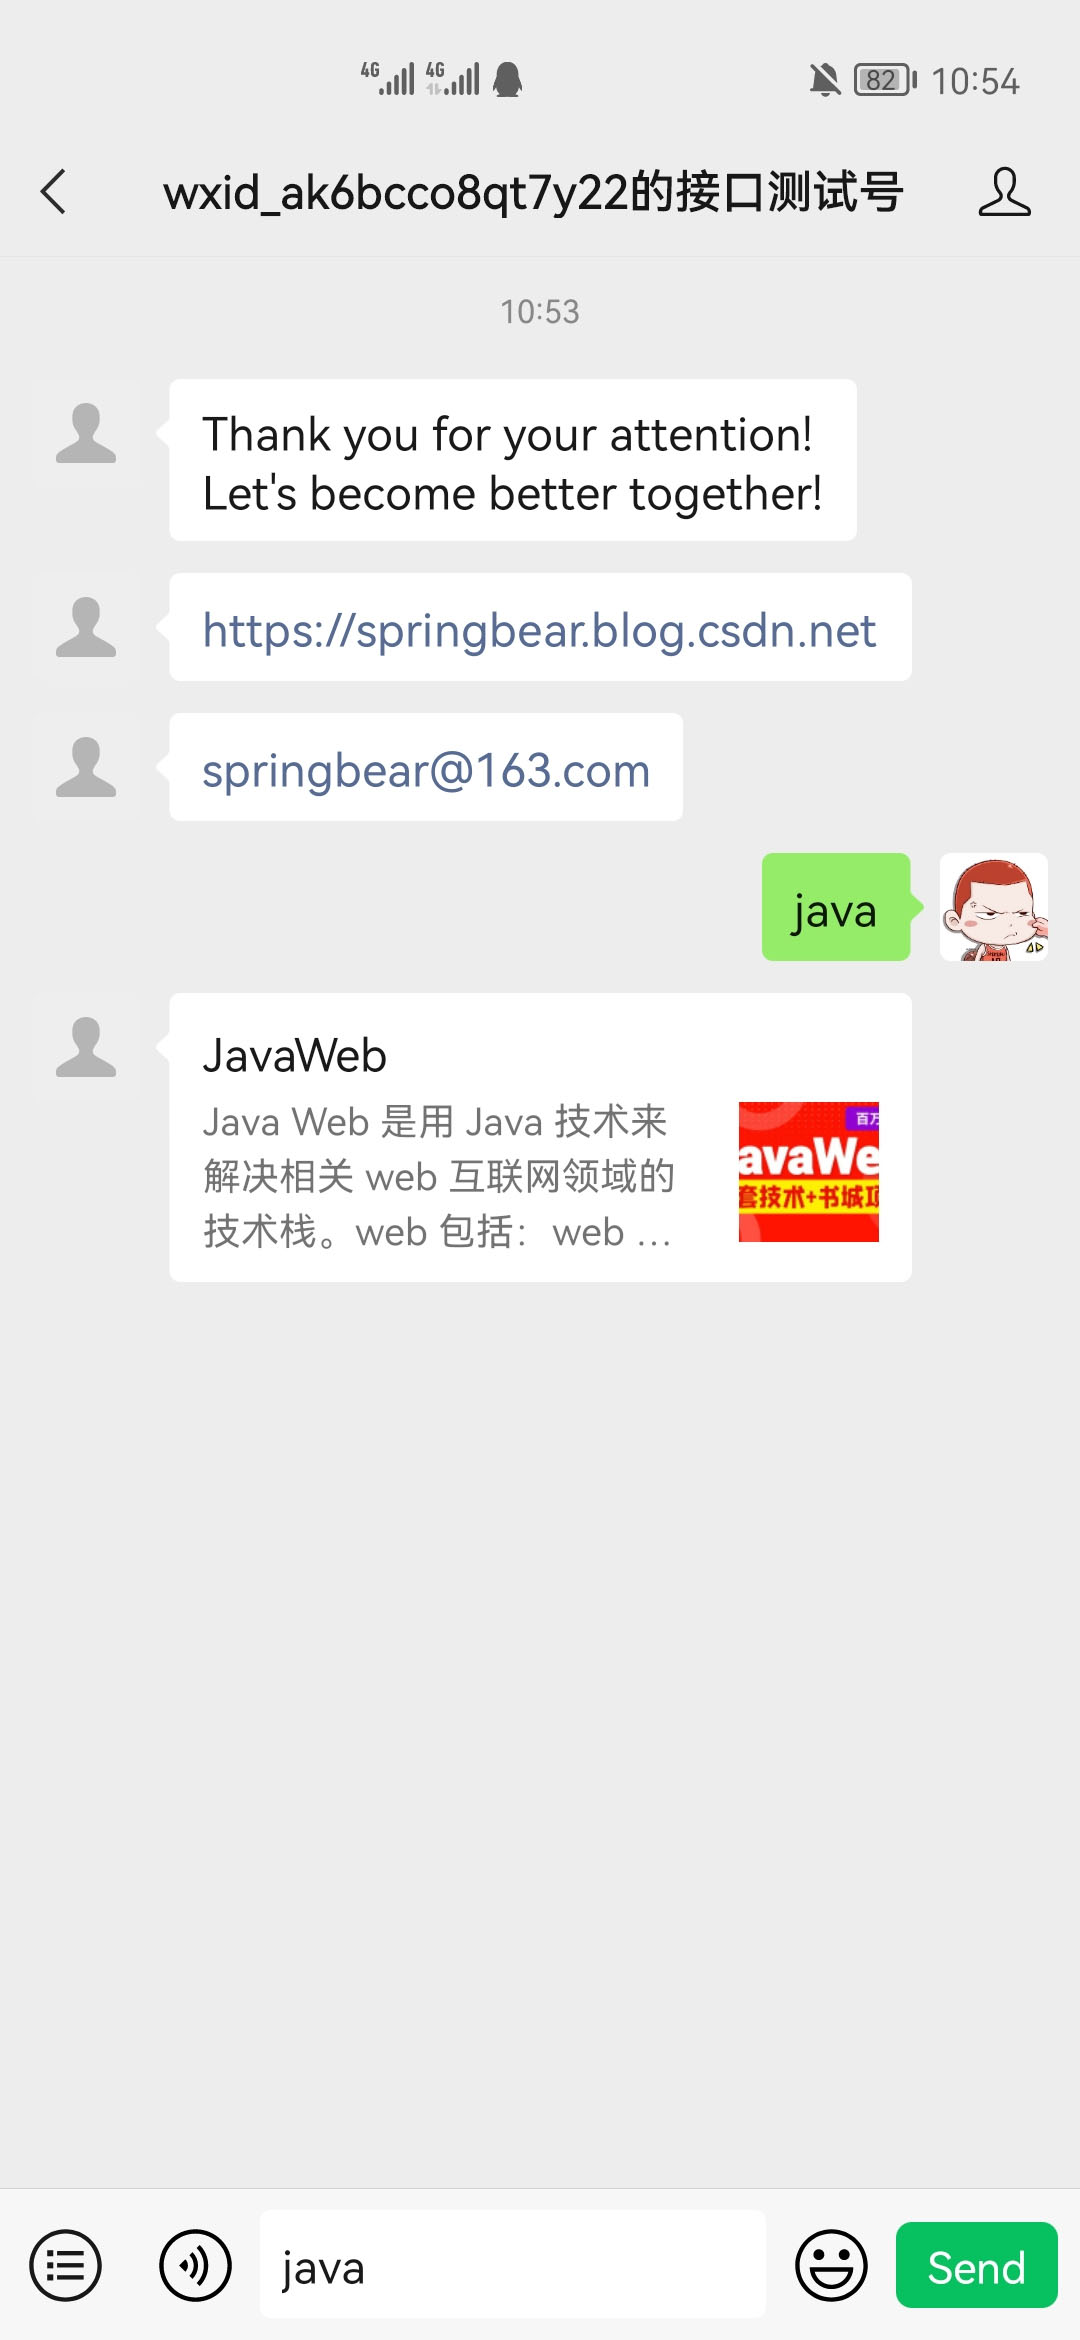 4G 4G 82 10:54
wxid_ak6bcco8qt7y22的接口测试号
10:53
Thank you for your attention!
Let's become better together!
https://springbear.blog.csdn.net
springbear@163.com
java
JavaWeb
Java Web 是用 Java 技术来
解决相关 web 互联网领域的
技术栈。web 包括：web ...
百万
avaWe
套技术+书城项
java
Send